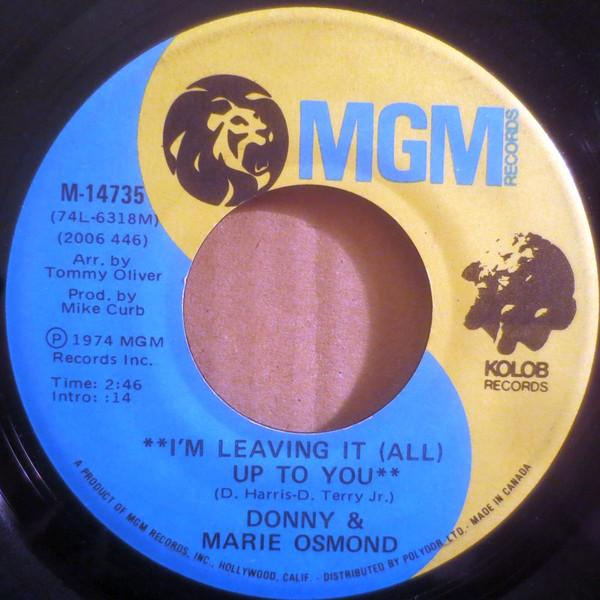 MGM
RECORDS
M-14735
(74L-6318M)
(2006 446)
Arr. by
Tommy Oliver
Prod. by
Mike Curb
Ⓟ 1974 MGM
Records Inc.
Time: 2:46
Intro: :14
KOLOB
RECORDS
**I'M LEAVING IT (ALL)
UP TO YOU**
(D. Harris-D. Terry Jr.)
DONNY &
MARIE OSMOND
A PRODUCT OF MGM RECORDS, INC., HOLLYWOOD, CALIF. - DISTRIBUTED BY POLYDOR, LTD. - MADE IN CANADA